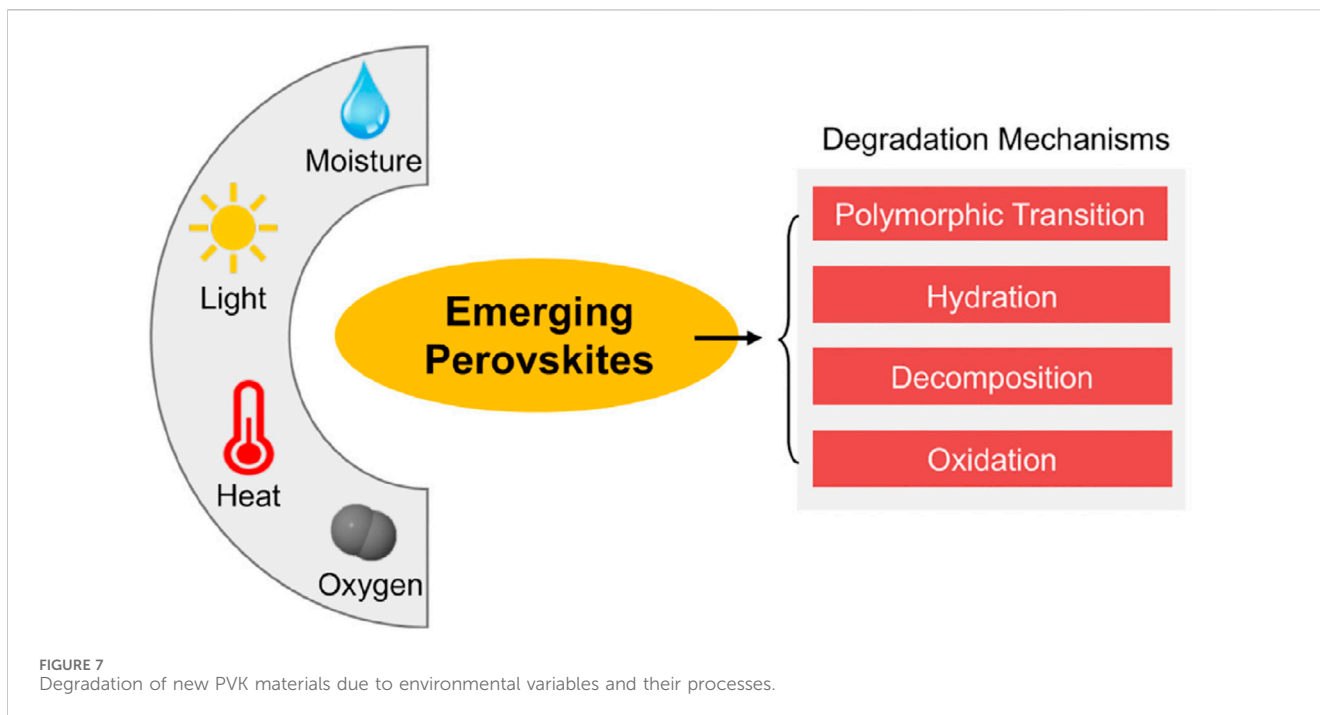 Moisture
Light
Heat
Oxygen
Emerging
Perovskites
Degradation Mechanisms
Polymorphic Transition
Hydration
Decomposition
Oxidation
FIGURE 7
Degradation of new PVK materials due to environmental variables and their processes.